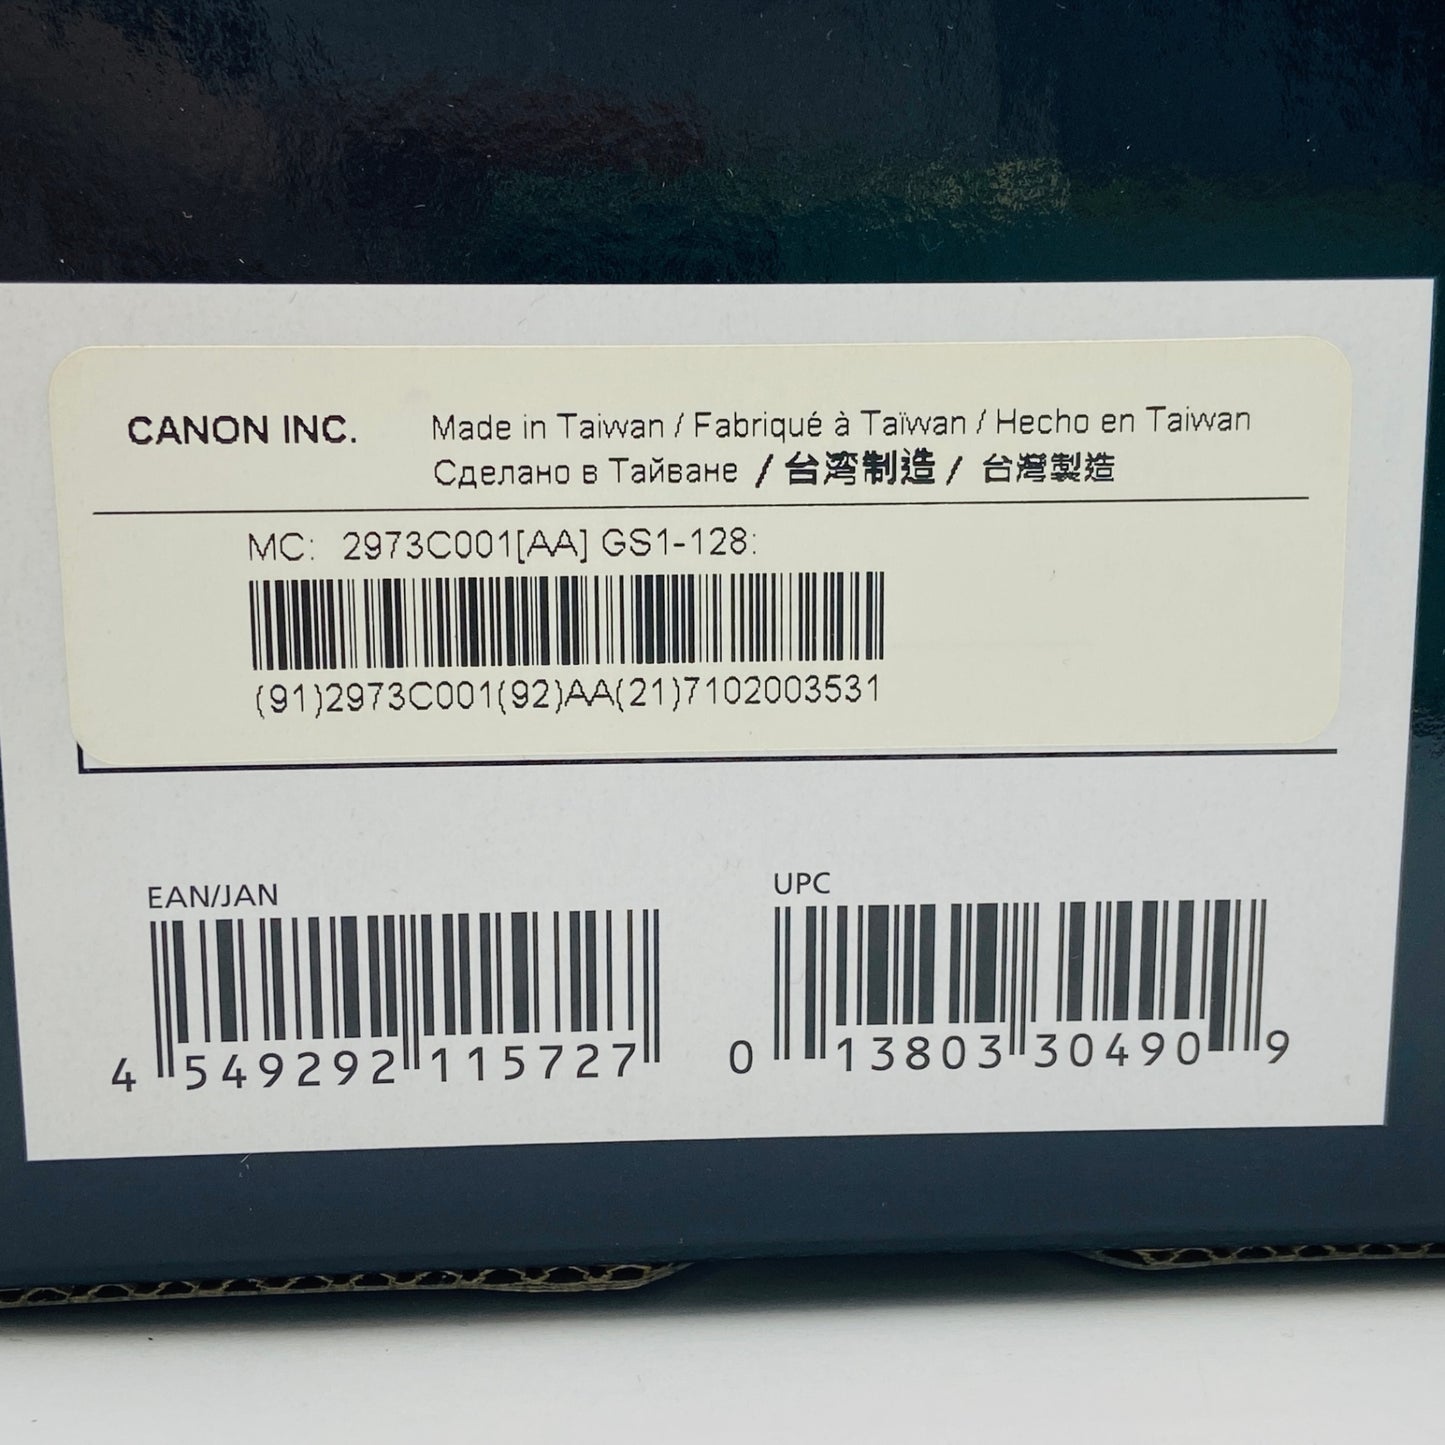 CANON INC. Made in Taiwan / Fabriqué à Taïwan / Hecho en Taiwan
Сделано в Тайване / 台湾制造 / 台灣製造
MC: 2973C001[AA] GS1-128:
(91)2973C001(92)AA(21)7102003531
EAN/JAN
4 549292 115727
UPC
0 13803 30490 9